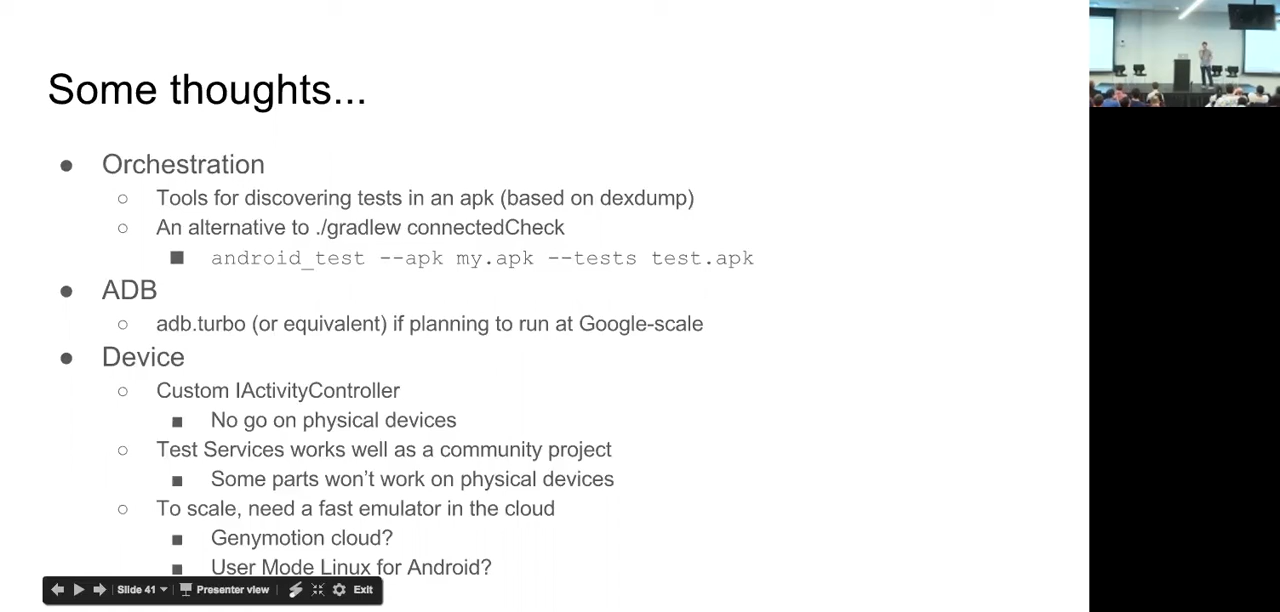 Some thoughts...
Orchestration
Tools for discovering tests in an apk (based on dexdump)
An alternative to ./gradlew connectedCheck
android_test --apk my.apk --tests test.apk
ADB
adb.turbo (or equivalent) if planning to run at Google-scale
Device
Custom IActivityController
No go on physical devices
Test Services works well as a community project
Some parts won't work on physical devices
To scale, need a fast emulator in the cloud
Genymotion cloud?
User Mode Linux for Android?
Slide 41 Presenter view Exit